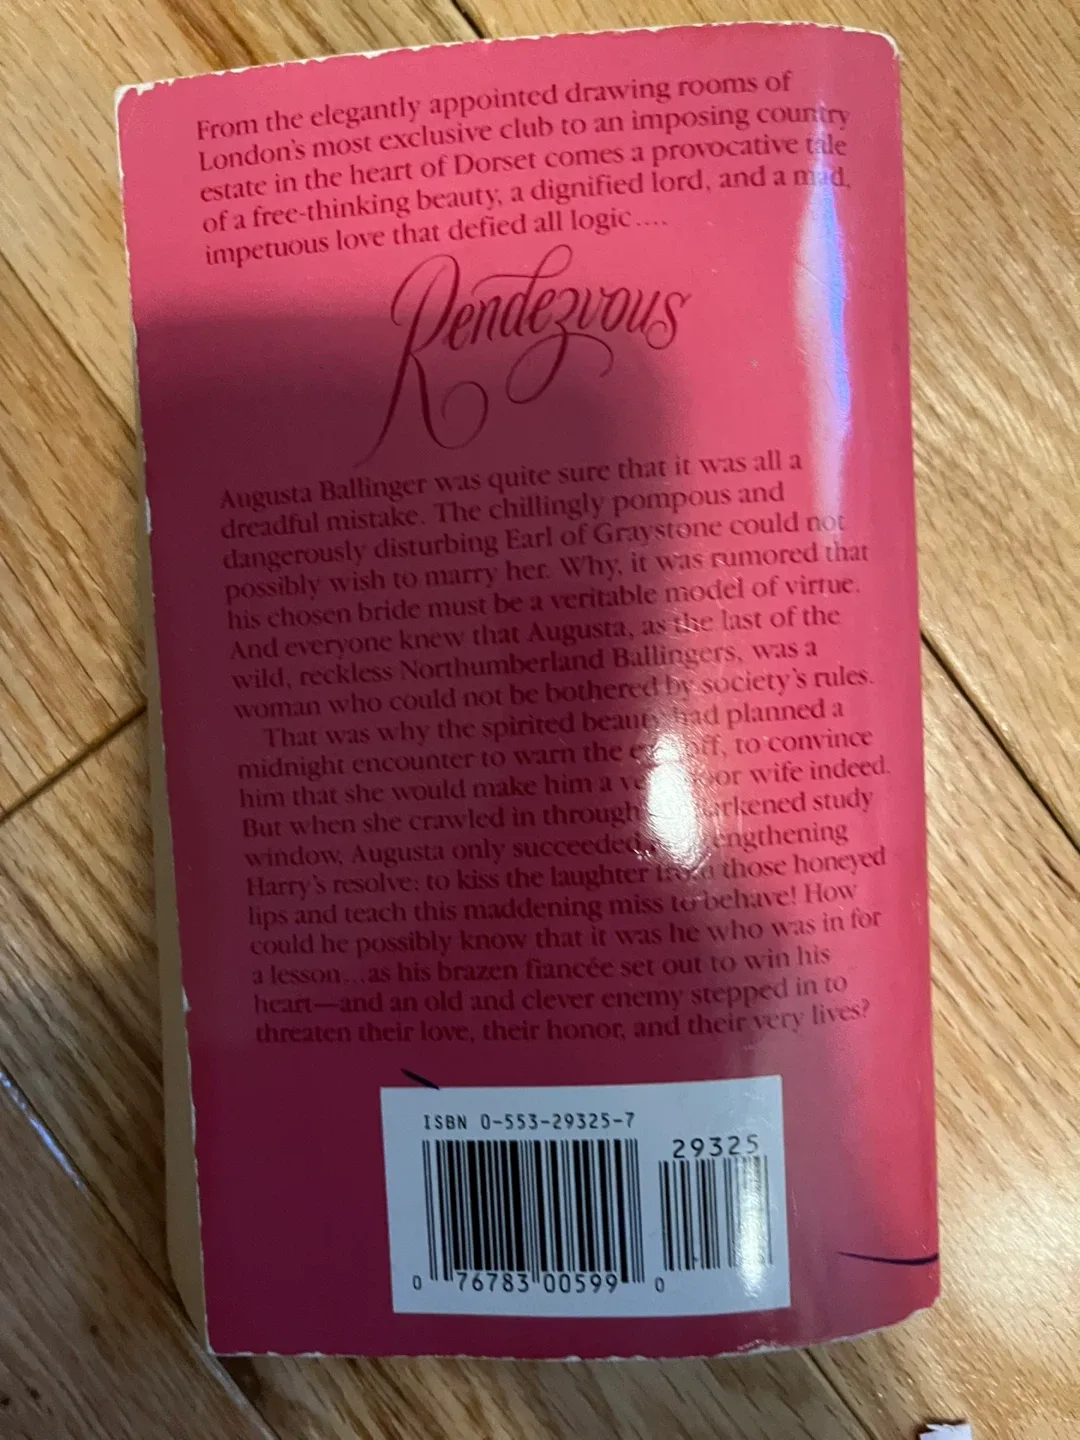 From the elegantly appointed drawing rooms of
London's most exclusive club to an imposing country
estate in the heart of Dorset comes a provocative tale
of a free-thinking beauty, a dignified lord, and a mad,
impetuous love that defied all logic....
Rendezvous
Augusta Ballinger was quite sure that it was all a
dreadful mistake. The chillingly pompous and
dangerously disturbing Earl of Graystone could not
possibly wish to marry her. Why, it was rumored that
his chosen bride must be a veritable model of virtue.
And everyone knew that Augusta, as the last of the
wild, reckless Northumberland Ballingers, was a
woman who could not be bothered by society's rules.
That was why the spirited beauty had planned a
midnight encounter to warn the off, to convince
him that she would make him a wife indeed.
But when she crawled in through study
window, Augusta only succeeded
Harry's resolve: to kiss the laughter from those honeyed
lips and teach this maddening miss to behave! How
could he possibly know that it was he who was in for
a lesson...as his brazen fiancée set out to win his
heart—and an old and clever enemy stepped in to
threaten their love, their honor, and their very lives?
ISBN 0-553-29325-7
29325
0 76783 00599 0